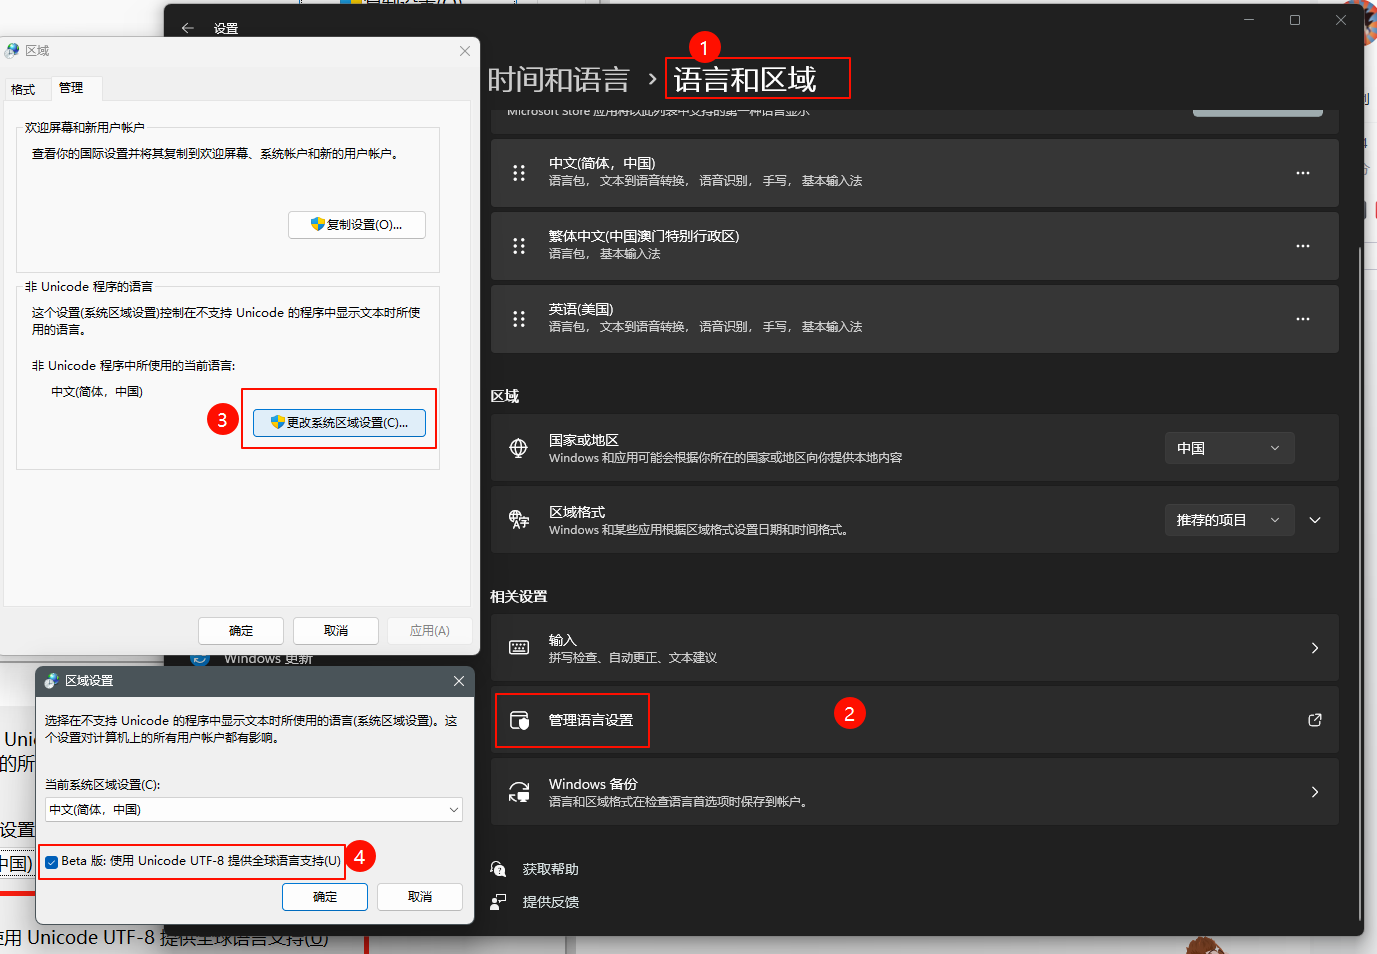 设置
区域
格式
管理
欢迎屏幕和新用户帐户
查看你的国际设置并将其复制到欢迎屏幕、系统帐户和新的用户帐户。
复制设置(O)...
非 Unicode 程序的语言
这个设置(系统区域设置)控制在不支持 Unicode 的程序中显示文本时所使
用的语言。
非 Unicode 程序中所使用的当前语言:
中文(简体，中国)
3
更改系统区域设置(C)...
确定
取消
应用(A)
1
时间和语言 › 语言和区域
Microsoft Store 应用将以此列表中支持的第一种语言显示
中文(简体，中国)
语言包， 文本到语音转换， 语音识别， 手写， 基本输入法
繁体中文(中国澳门特别行政区)
语言包， 基本输入法
英语(美国)
语言包， 文本到语音转换， 语音识别， 手写， 基本输入法
区域
国家或地区
Windows 和应用可能会根据你所在的国家或地区向你提供本地内容
中国
区域格式
Windows 和某些应用根据区域格式设置日期和时间格式。
推荐的项目
相关设置
输入
拼写检查、自动更正、文本建议
管理语言设置
2
Windows 备份
语言和区域格式在检查语言首选项时保存到帐户。
获取帮助
提供反馈
Windows 更新
区域设置
选择在不支持 Unicode 的程序中显示文本时所使用的语言(系统区域设置)。这
个设置对计算机上的所有用户帐户都有影响。
当前系统区域设置(C):
中文(简体，中国)
Beta 版: 使用 Unicode UTF-8 提供全球语言支持(U)
4
确定
取消
Uni
的所
设置
中国)
使用 Unicode UTF-8 提供全球语言支持(U)